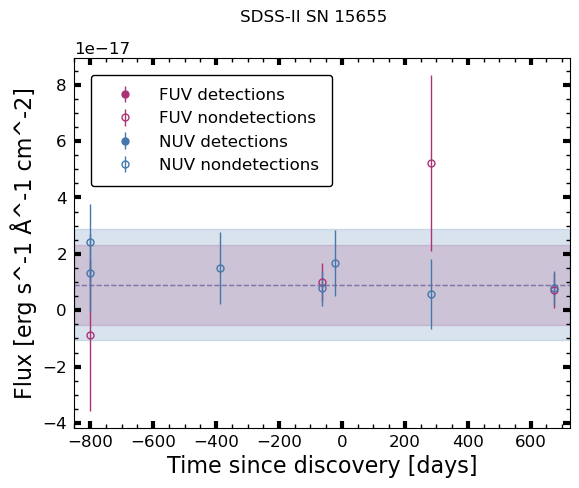 SDSS-II SN 15655
1e−17
FUV detections
FUV nondetections
NUV detections
NUV nondetections
8
6
4
2
0
−2
−4
Flux [erg s^-1 Å^-1 cm^-2]
−800 −600 −400 −200 0 200 400 600
Time since discovery [days]